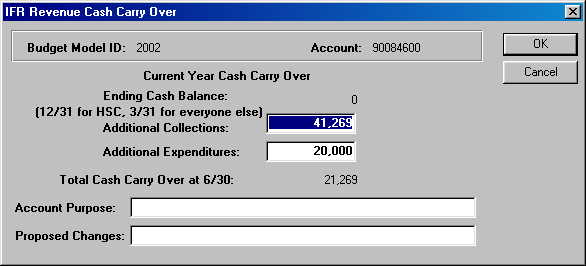 IFR Revenue Cash Carry Over
Budget Model ID: 2002 Account: 90084600 OK
Cancel
Current Year Cash Carry Over
Ending Cash Balance: 0
(12/31 for HSC, 3/31 for everyone else)
Additional Collections: 41,269
Additional Expenditures: 20,000
Total Cash Carry Over at 6/30: 21,269
Account Purpose:
Proposed Changes: